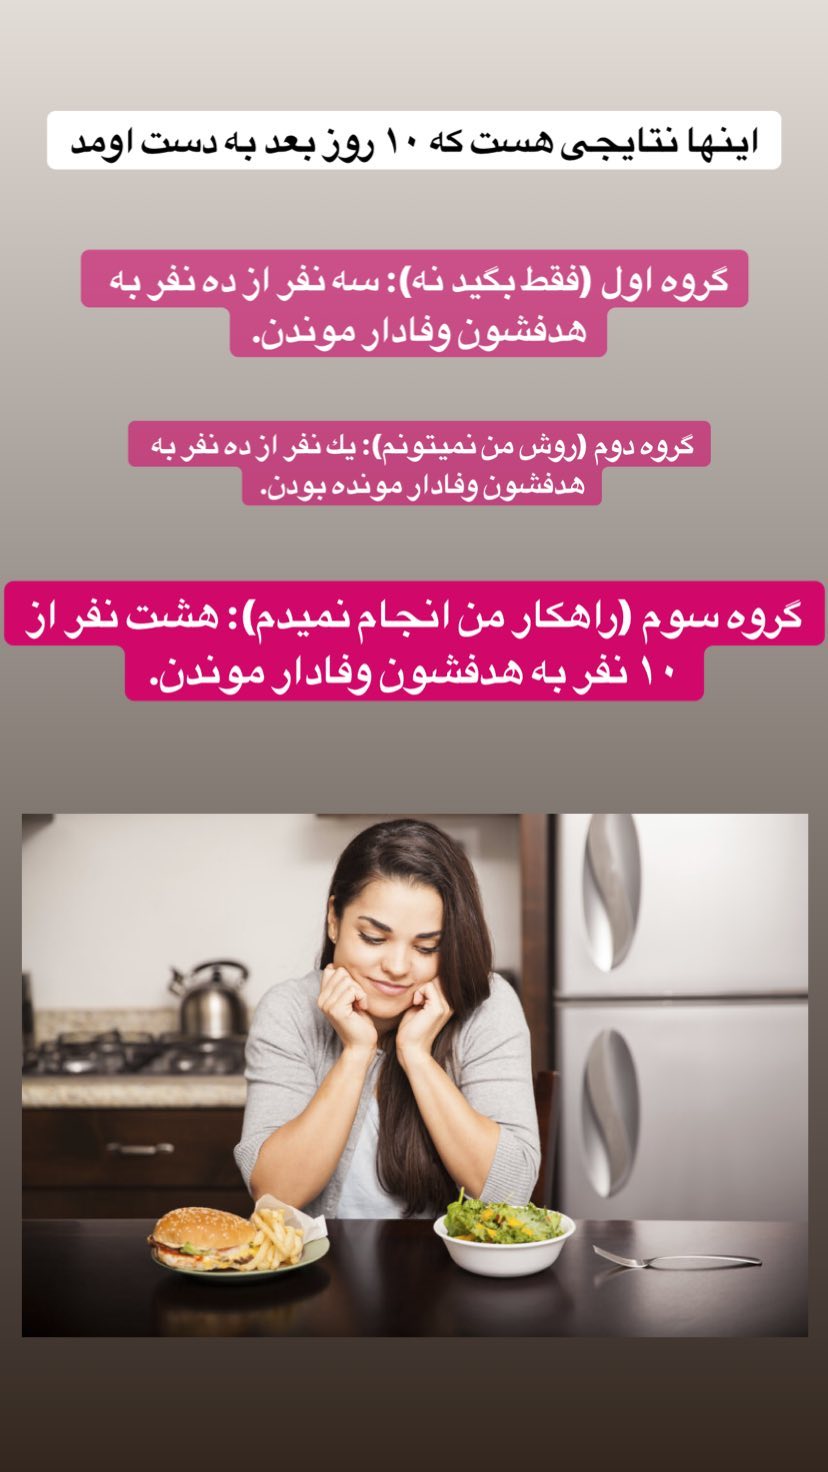 اینها نتایجی هست که ۱۰ روز بعد به دست اومد
گروه اول (فقط بگید نه): سه نفر از ده نفر به
هدفشون وفادار موندن.
گروه دوم (روش من نمیتونم): یك نفر از ده نفر به
هدفشون وفادار مونده بودن.
گروه سوم (راهکار من انجام نمیدم): هشت نفر از
۱۰ نفر به هدفشون وفادار موندن.